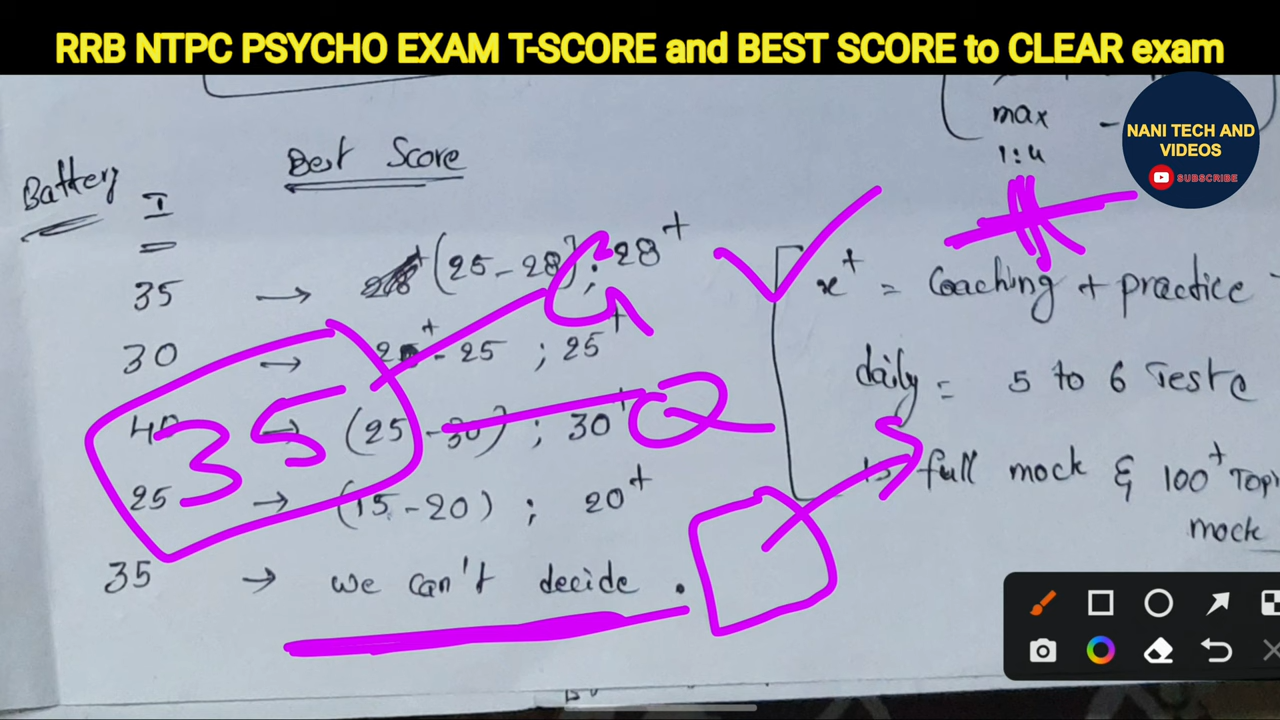 RRB NTPC PSYCHO EXAM T-SCORE and BEST SCORE to CLEAR exam
max -
1:4
NANI TECH AND
VIDEOS
SUBSCRIBE
Battery
I
Best Score
35 → (25-28) ; 28+
30 → - 25 ; 25+
40 → (25-30) ; 30+
25 → (15-20) ; 20+
35 → we can't decide .
35
x+ = Coaching + practice
daily = 5 to 6 Tests
full mock & 100+ Topi
mock